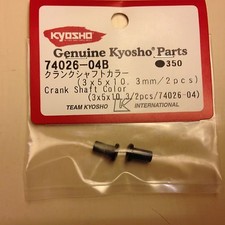 KYOSHO
Genuine Kyosho Parts
74026-04B ●350
クランクシャフトカラー
(3x5x10.3mm/2pcs)
Crank Shaft Color
(3x5x10.3/2pcs/74026-04)
TEAM KYOSHO K INTERNATIONAL